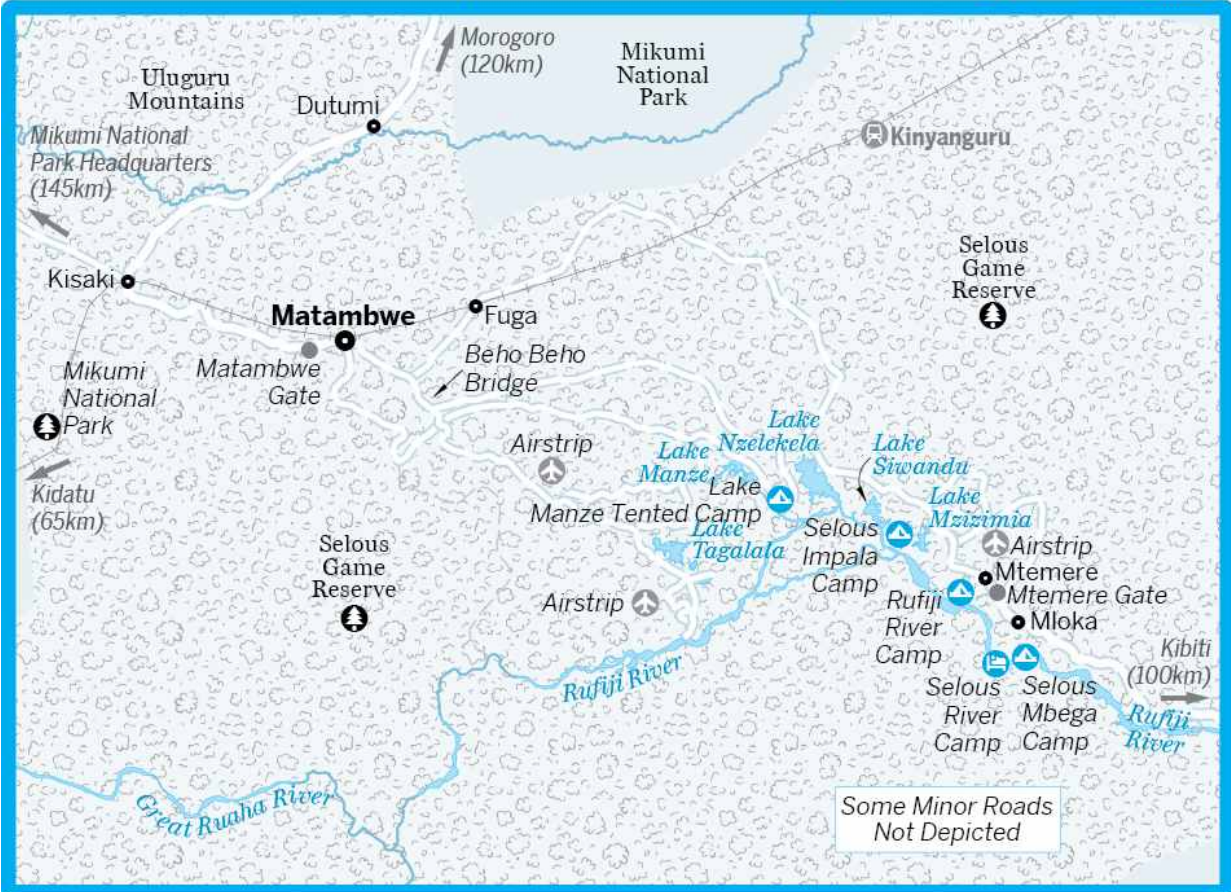 Morogoro
(120km)
Mikumi
National
Park
Uluguru
Mountains
Dutumi
Mikumi National
Park Headquarters
(145km)
Kinyanguru
Selous
Game
Reserve
Kisaki
Matambwe
Fuga
Matambwe
Gate
Beho Beho
Bridge
Mikumi
National
Park
Kidatu
(65km)
Airstrip
Lake
Manze
Lake
Nzelekela
Lake
Siwandu
Lake
Manze Tented Camp
Lake
Mzizimia
Lake
Tagalala
Selous
Impala
Camp
Airstrip
Mtemere
Mtemere Gate
Mloka
Selous
Game
Reserve
Airstrip
Rufiji
River
Camp
Kibiti
(100km)
Rufiji River
Selous
River
Camp
Selous
Mbega
Camp
Rufiji
River
Great Ruaha River
Some Minor Roads
Not Depicted